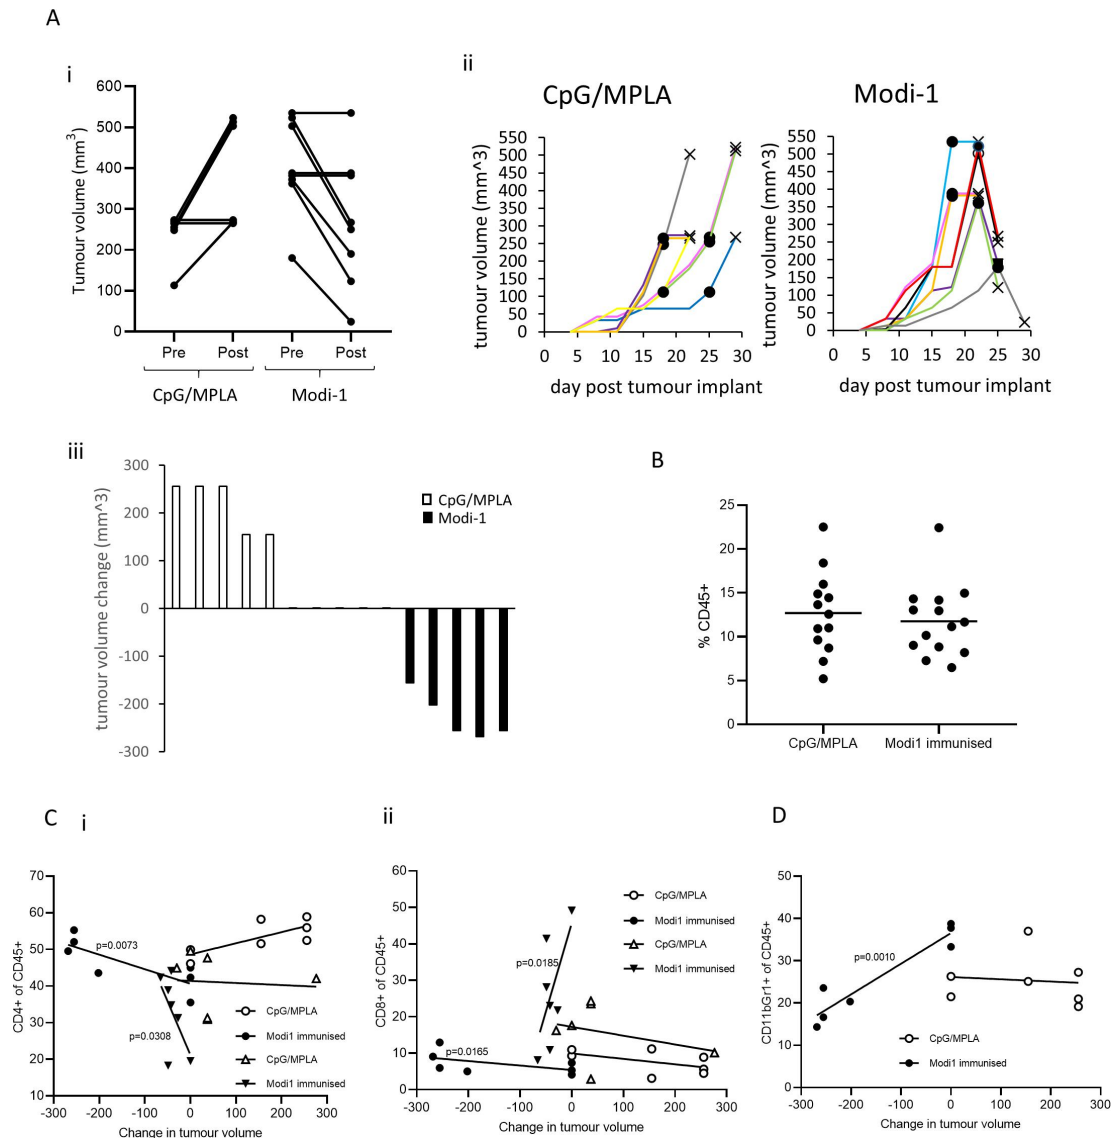 A
i
Tumour volume (mm3)
600
500
400
300
200
100
0
Pre
Post
Pre
Post
CpG/MPLA
Modi-1
ii
CpG/MPLA
tumour volume (mm^3)
550
500
450
400
350
300
250
200
150
100
50
0
0 5 10 15 20 25 30
day post tumour implant
Modi-1
tumour volume (mm^3)
550
500
450
400
350
300
250
200
150
100
50
0
0 5 10 15 20 25 30
day post tumour implant
iii
tumour volume change (mm^3)
300
200
100
0
-100
-200
-300
CpG/MPLA
Modi-1
B
% CD45+
25
20
15
10
5
0
CpG/MPLA
Modi1 immunised
C
i
CD4+ of CD45+
70
60
50
40
30
20
10
p=0.0073
p=0.0308
CpG/MPLA
Modi1 immunised
CpG/MPLA
Modi1 immunised
-300 -200 -100 0 100 200 300
Change in tumour volume
ii
CD8+ of CD45+
60
50
40
30
20
10
0
p=0.0185
p=0.0165
CpG/MPLA
Modi1 immunised
CpG/MPLA
Modi1 immunised
-300 -200 -100 0 100 200 300
Change in tumour volume
D
CD11bGr1+ of CD45+
50
40
30
20
10
0
p=0.0010
CpG/MPLA
Modi1 immunised
-300 -200 -100 0 100 200 300
Change in tumour volume